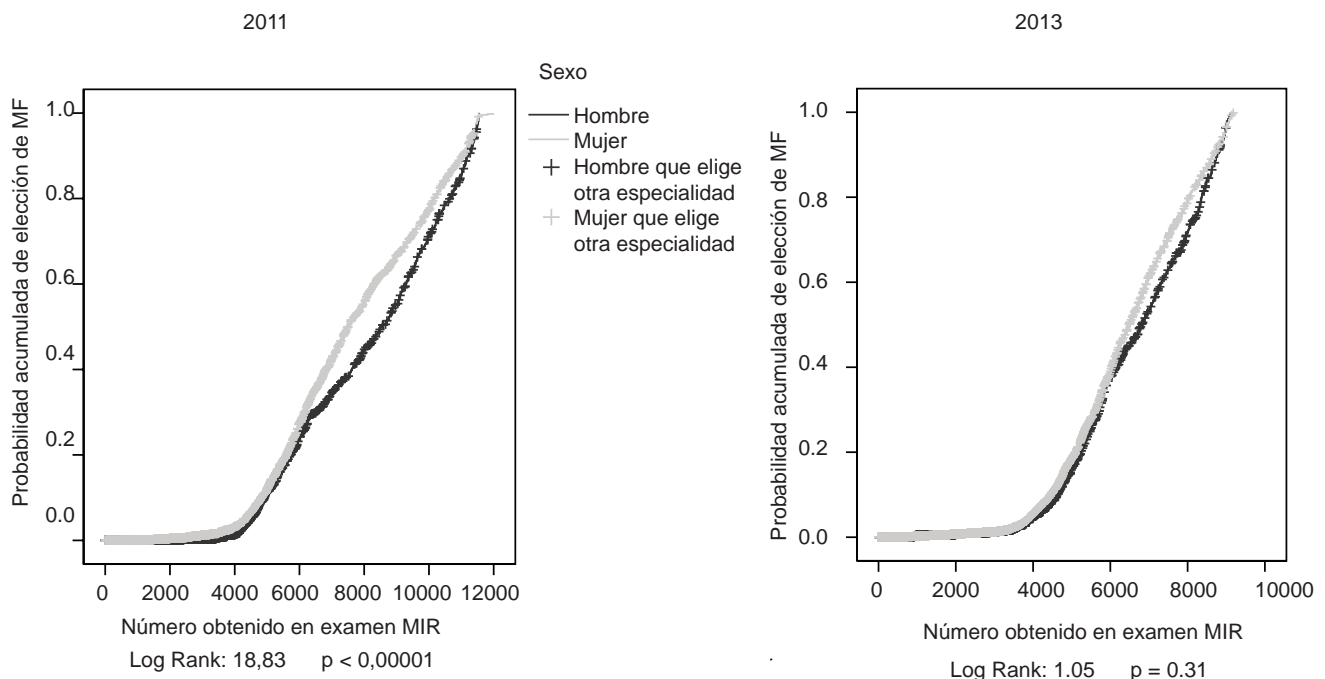 2011
Probabilidad acumulada de elección de MF
1.0
0.8
0.6
0.4
0.2
0.0
0 2000 4000 6000 8000 10000 12000
Número obtenido en examen MIR
Log Rank: 18,83 p < 0,00001
Sexo
Hombre
Mujer
Hombre que elige
otra especialidad
Mujer que elige
otra especialidad
2013
Probabilidad acumulada de elección de MF
1.0
0.8
0.6
0.4
0.2
0.0
0 2000 4000 6000 8000 10000
Número obtenido en examen MIR
Log Rank: 1.05 p = 0.31